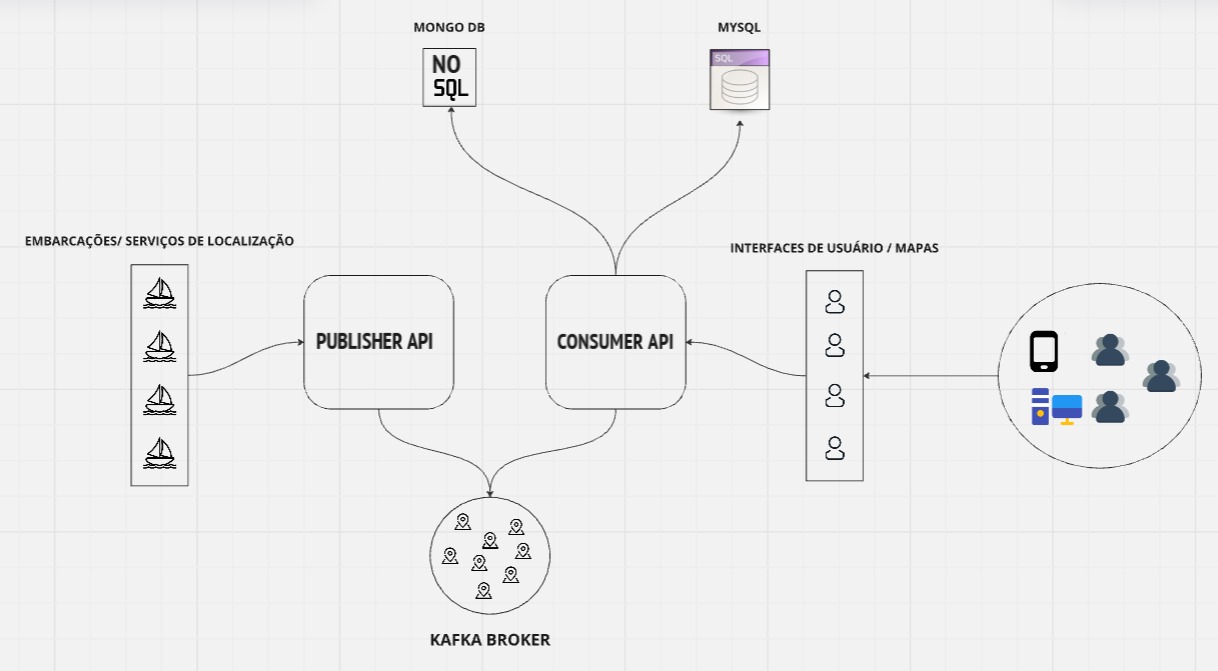 MONGO DB
MYSQL
NO
SQL
SQL
EMBARCAÇÕES/ SERVIÇOS DE LOCALIZAÇÃO
INTERFACES DE USUÁRIO / MAPAS
PUBLISHER API
CONSUMER API
KAFKA BROKER